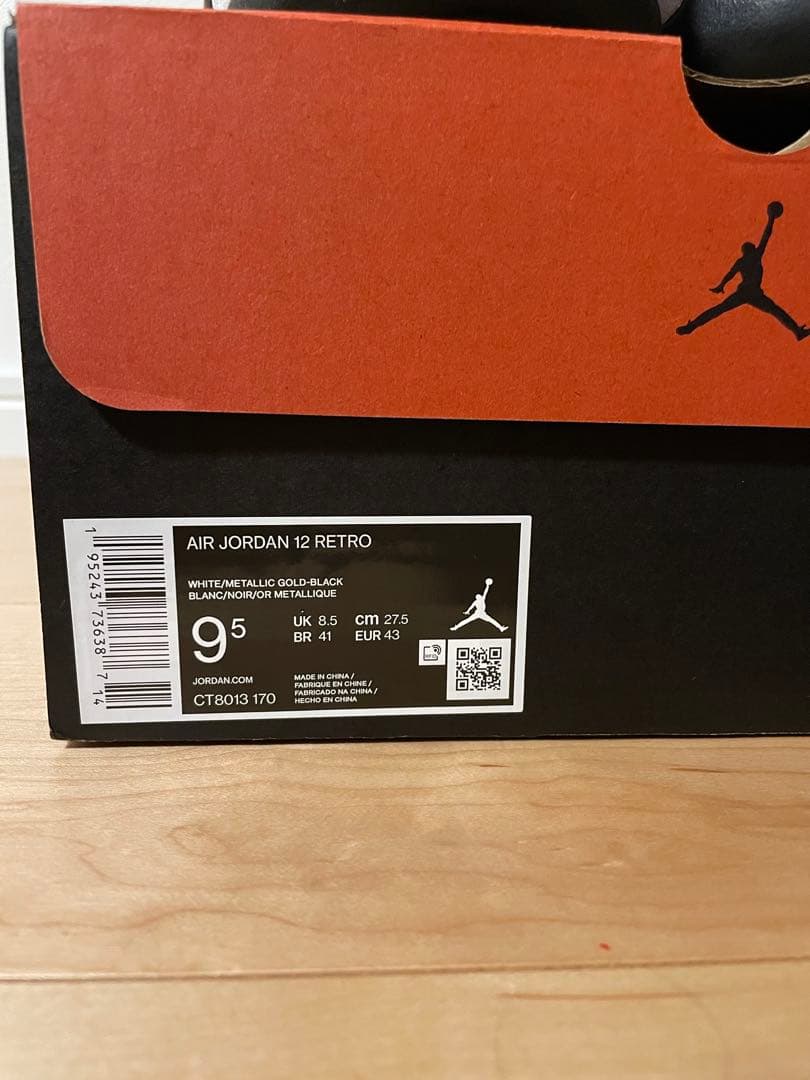 1 95243 73638 7 14
AIR JORDAN 12 RETRO
WHITE/METALLIC GOLD-BLACK
BLANC/NOIR/OR METALLIQUE
9 5
UK 8.5 cm 27.5
BR 41 EUR 43
JORDAN.COM
CT8013 170
MADE IN CHINA /
FABRIQUE EN CHINE /
FABRICADO NA CHINA /
HECHO EN CHINA
RFID